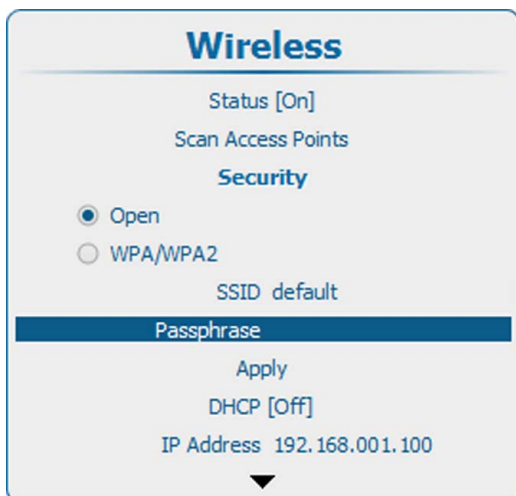 Wireless
Status [On]
Scan Access Points
Security
Open
WPA/WPA2
SSID default
Passphrase
Apply
DHCP [Off]
IP Address 192.168.001.100